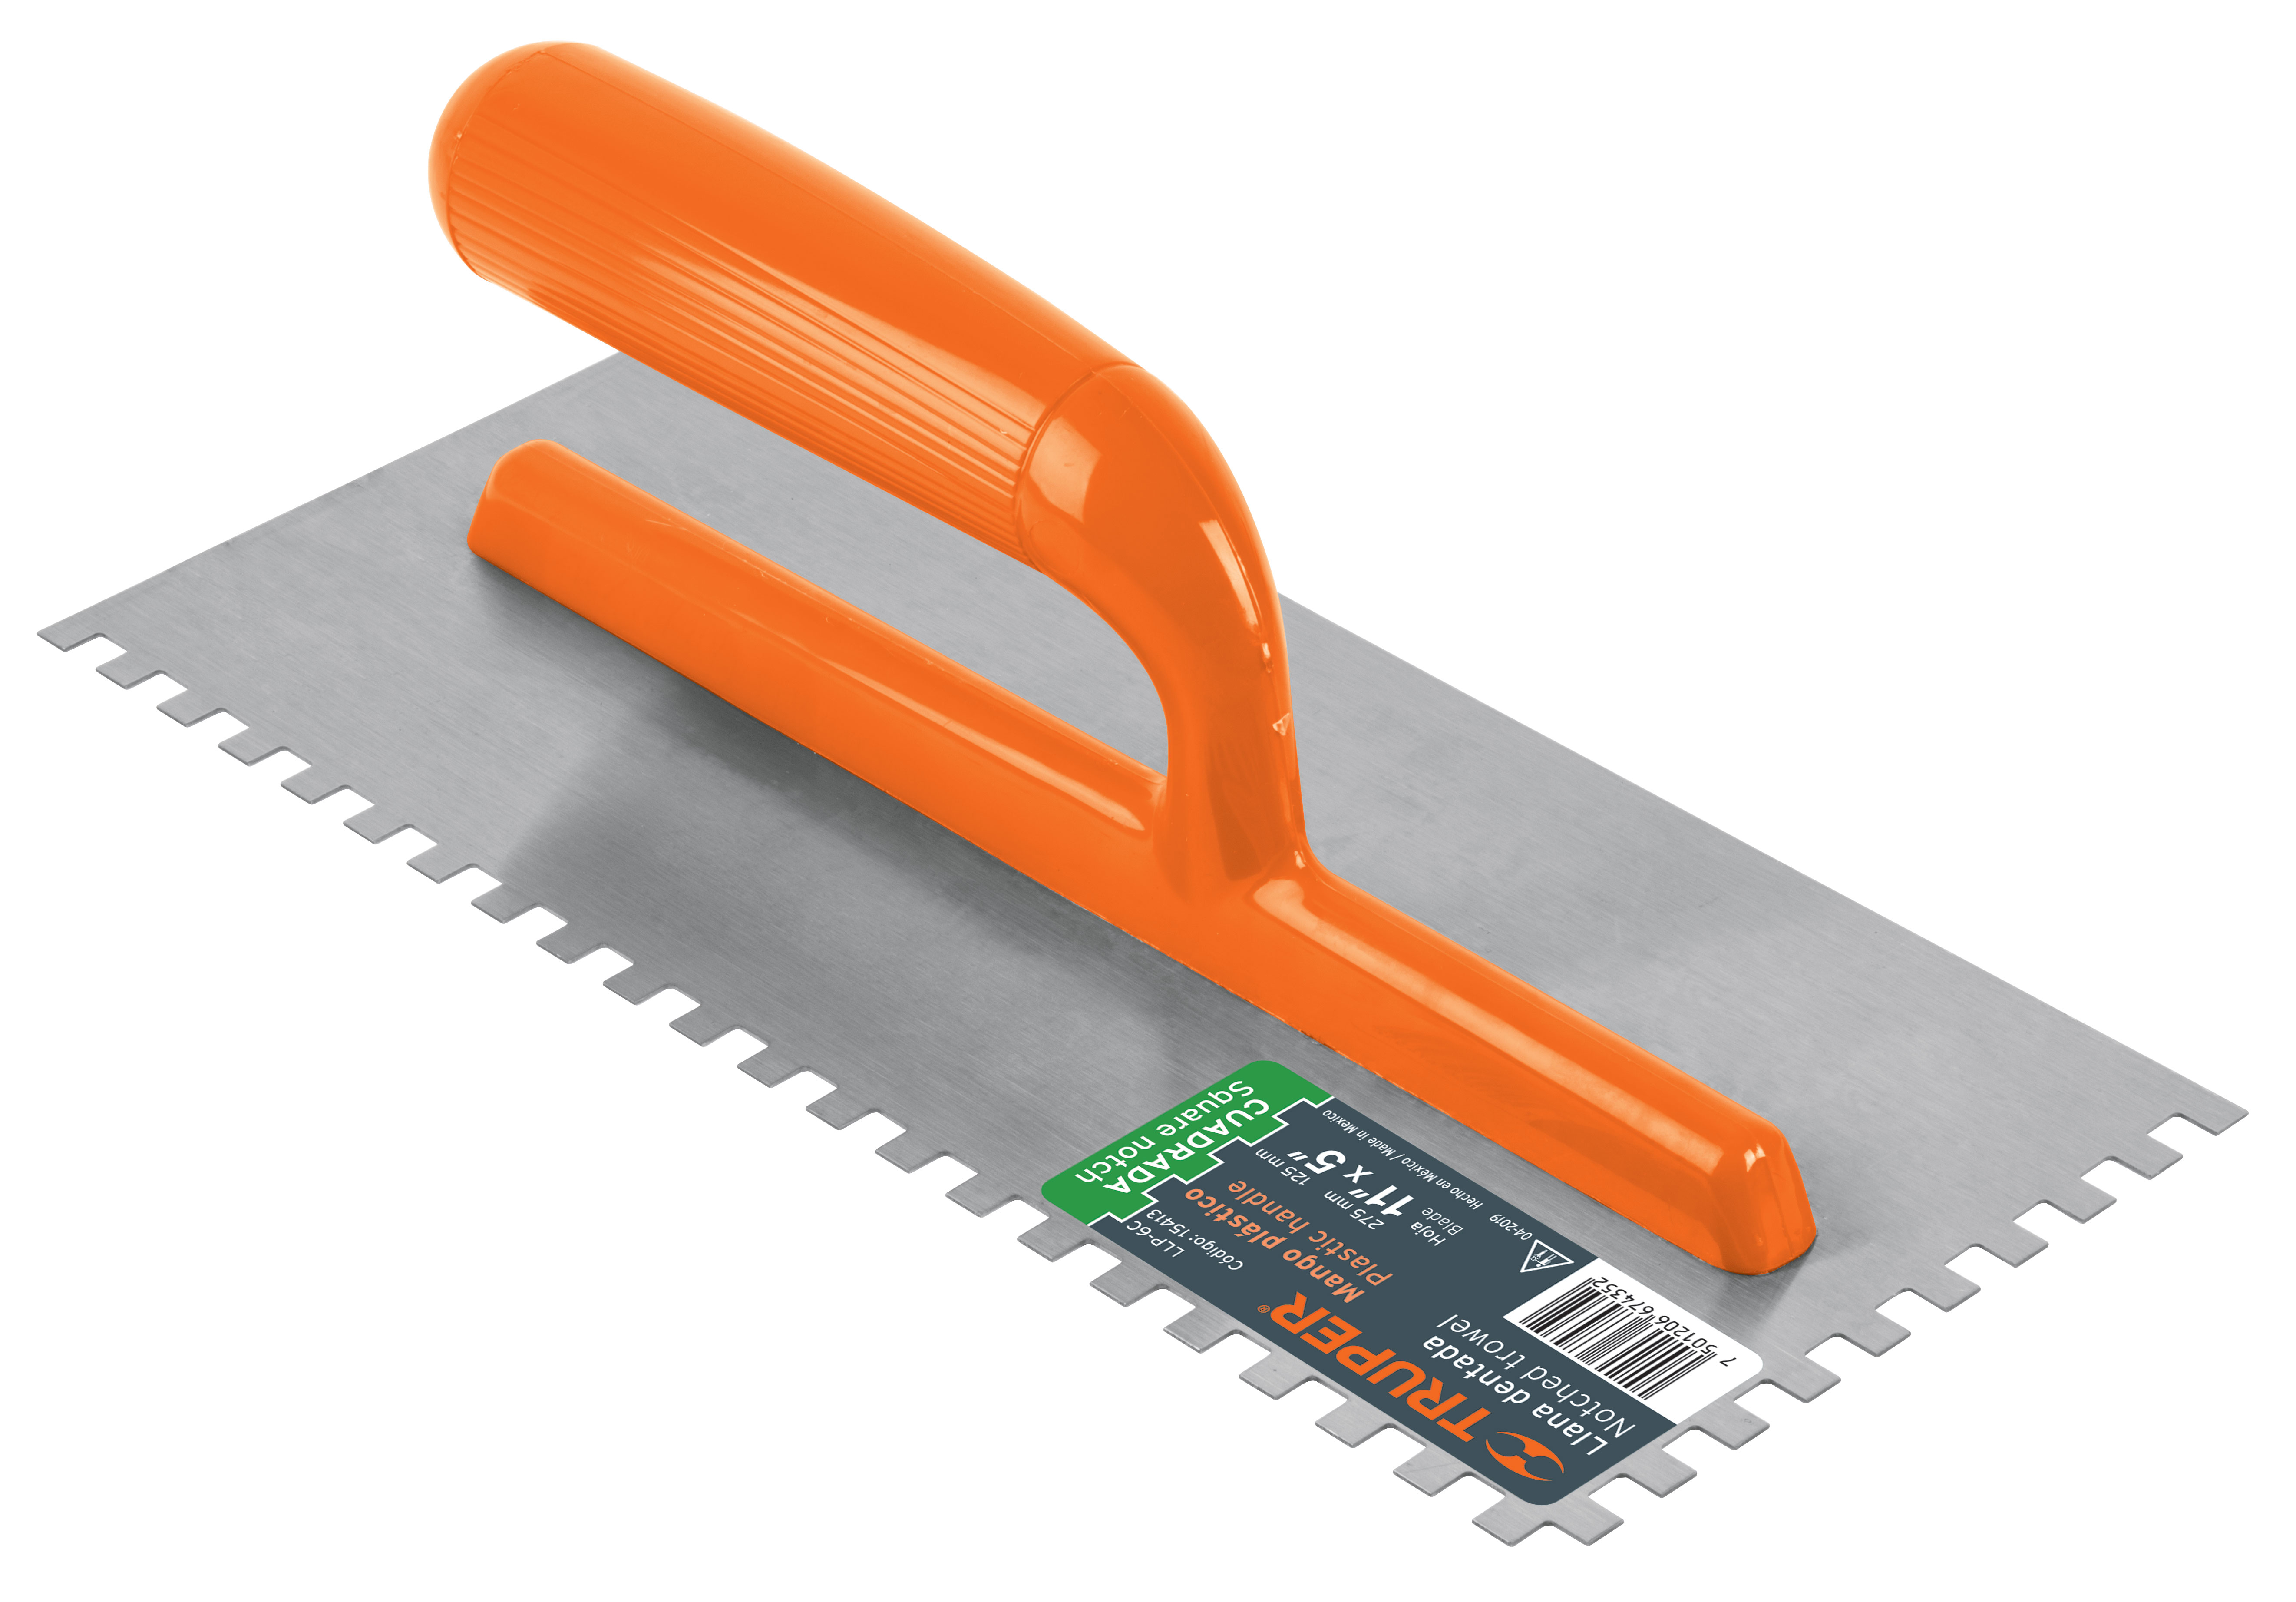 TRUPER®
Llana dentada
Notched trowel
Mango plástico
Plastic handle
Código: 15413
LLP-6C
Hoja
Blade
275 mm 125 mm
11" x 5"
CUADRADA
Square notch
04-2019 Hecho en México / Made in Mexico
7 501206 674352